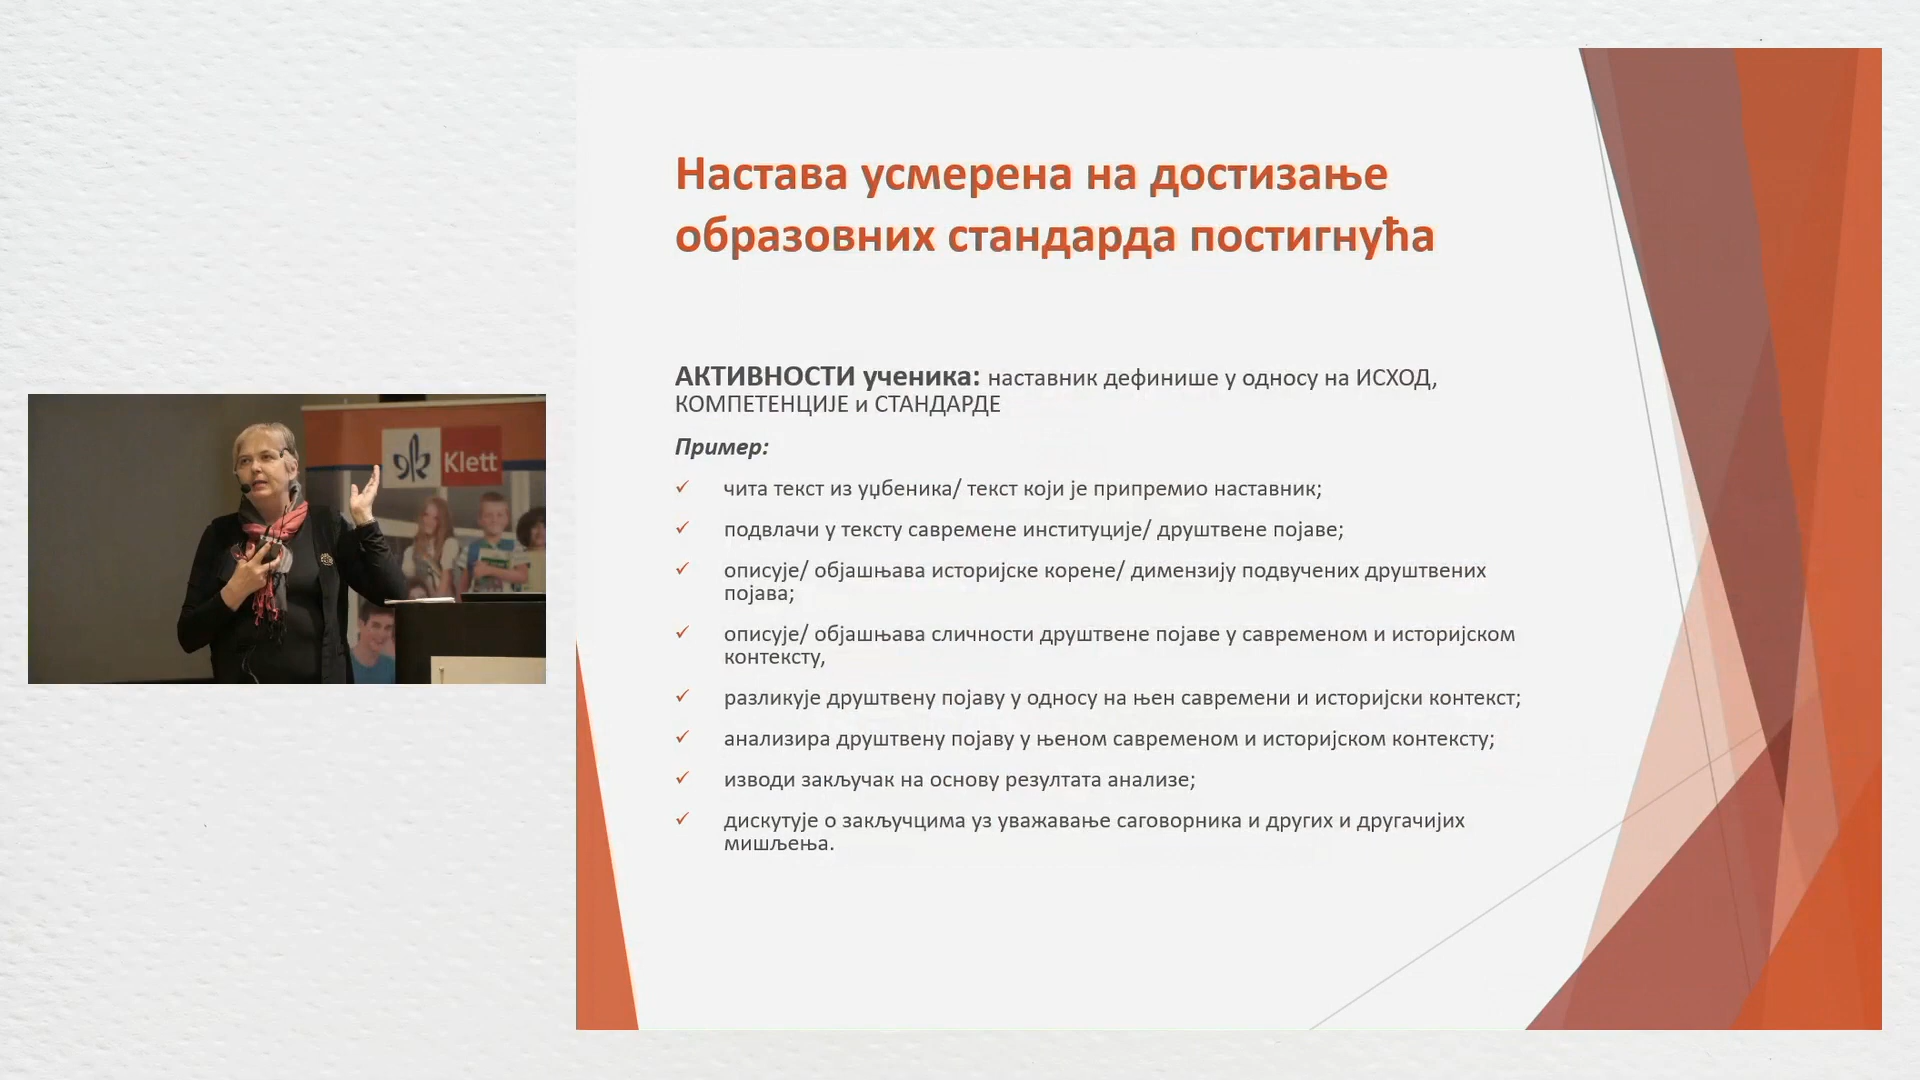 Настава усмерена на достизање
образовних стандарда постигнућа
АКТИВНОСТИ ученика: наставник дефинише у односу на ИСХОД,
КОМПЕТЕНЦИЈЕ и СТАНДАРДЕ
Пример:
чита текст из уџбеника/ текст који је припремио наставник;
подвлачи у тексту савремене институције/ друштвене појаве;
описује/ објашњава историјске корене/ димензију подвучених друштвених
појава;
описује/ објашњава сличности друштвене појаве у савременом и историјском
контексту,
разликује друштвену појаву у односу на њен савремени и историјски контекст;
анализира друштвену појаву у њеном савременом и историјском контексту;
изводи закључак на основу резултата анализе;
дискутује о закључцима уз уважавање саговорника и других и другачијих
мишљења.
Klett